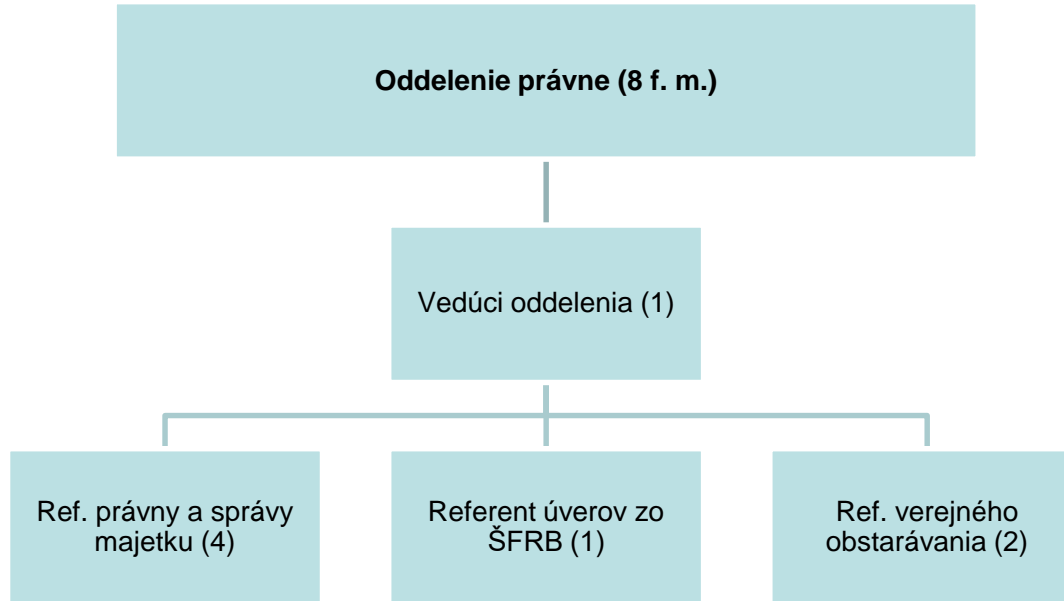 Oddelenie právne (8 f. m.)
Vedúci oddelenia (1)
Ref. právny a správy
majetku (4)
Referent úverov zo
ŠFRB (1)
Ref. verejného
obstarávania (2)